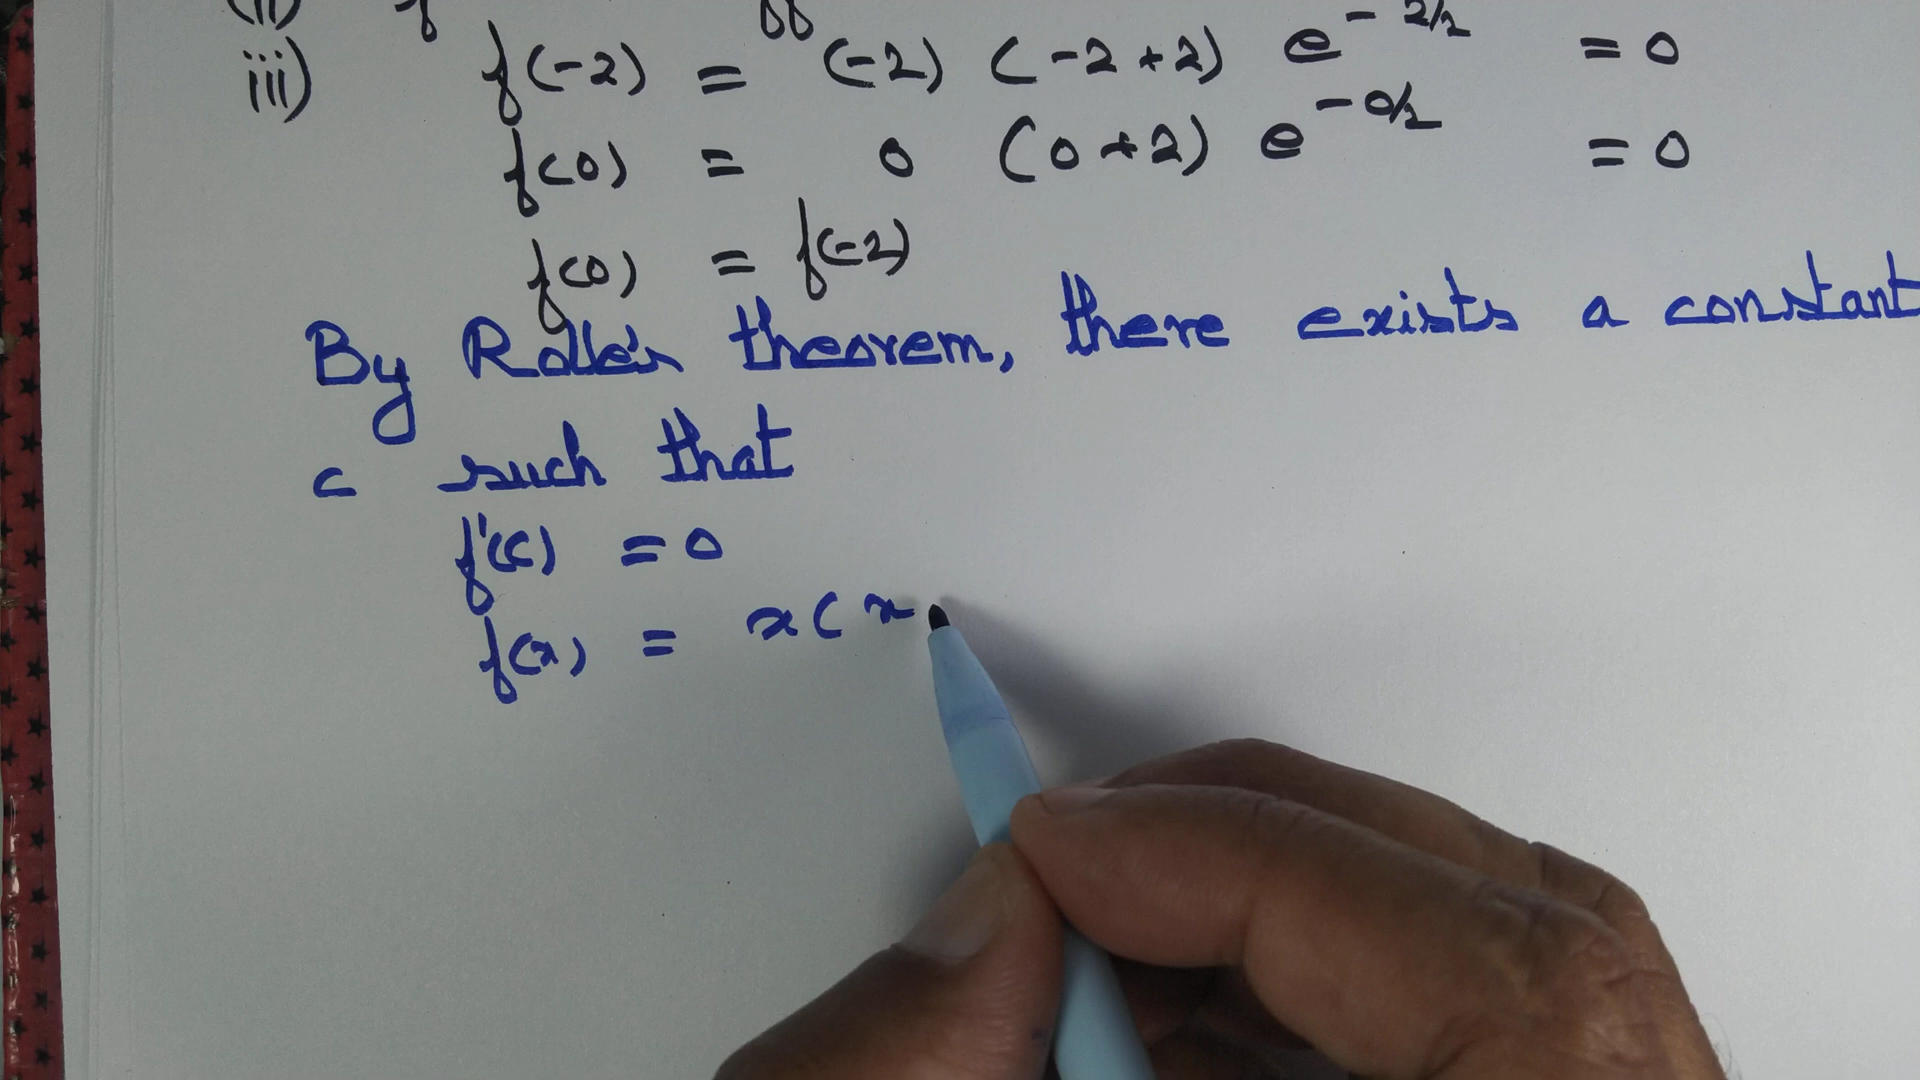 (ii) f
iii) f(-2) = (-2) (-2+2) e^{-2/2} = 0
f(0) = 0 (0+2) e^{-0/2} = 0
f(0) = f(-2)
By Rolle's theorem, there exists a constant
c such that
f'(c) = 0
f(x) = x(x